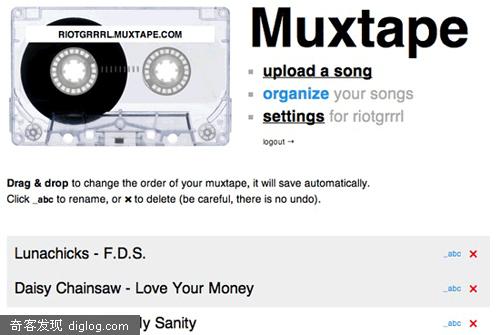 RIOTGRRRL.MUXTAPE.COM
Muxtape
upload a song
organize your songs
settings for riotgrrrl
logout →
Drag & drop to change the order of your muxtape, it will save automatically.
Click _abc to rename, or ✖ to delete (be careful, there is no undo).
Lunachicks - F.D.S. _abc ✖
Daisy Chainsaw - Love Your Money _abc ✖
ly Sanity _abc ✖
奇客发现 diglog.com